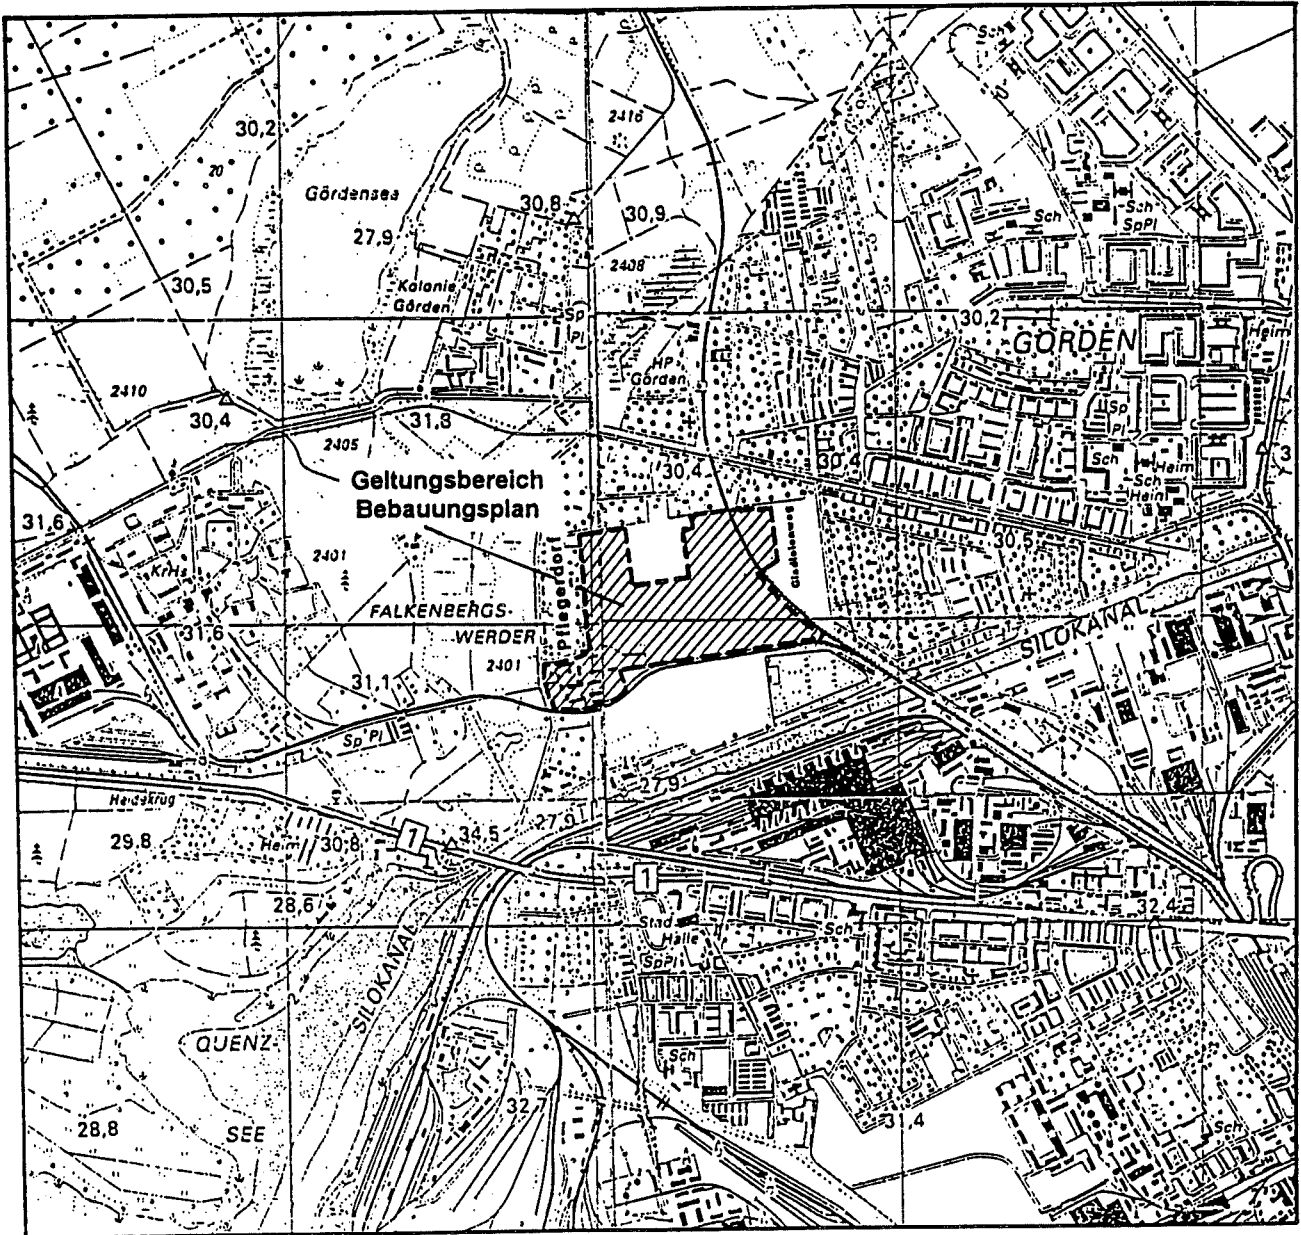 Sch
2416
30,2
20
Gördensee
30,8
30,9
Sch
Sch
SpPl
27,9
2408
30,5
Kolonie
Görden
Sp
Pl
30,2
GÖRDEN
Heim
HP
Görden
2410
30,4
31,8
2405
Sp
Pl
30,4
30,4
Sch
Heim
Sch
Heim
3
Geltungsbereich
Bebauungsplan
31,6
30,5
2401
KrHs
Pflegerdorf
FALKENBERGS-
WERDER
31,6
2401
SILOKANAL
31,1
Sp Pl
27,9
Heidekrug
27,9
29,8
Heim
30,8
1
34,5
1
28,6
32,4
Stad
Halle
SpPl
Sch
SILOKANAL
QUENZ-
SEE
Sch
32
31,4
28,8
Sch